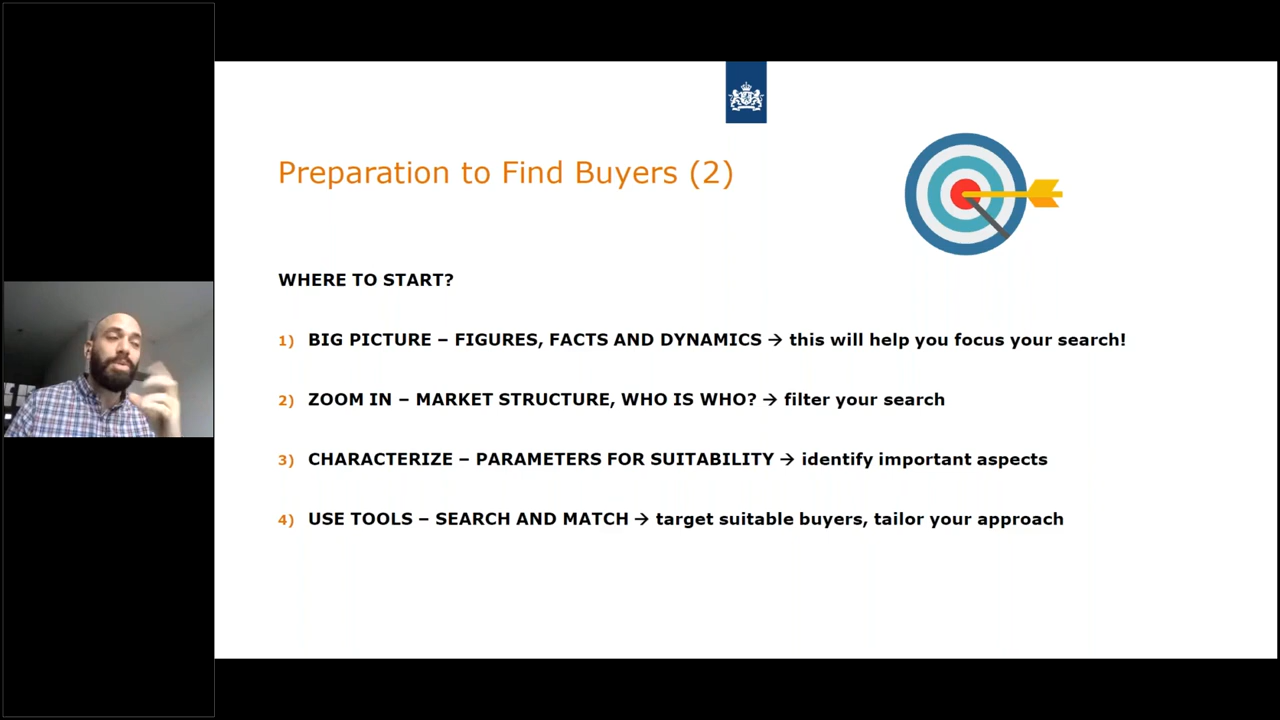 Preparation to Find Buyers (2)
WHERE TO START?
1) BIG PICTURE – FIGURES, FACTS AND DYNAMICS → this will help you focus your search!
2) ZOOM IN – MARKET STRUCTURE, WHO IS WHO? → filter your search
3) CHARACTERIZE – PARAMETERS FOR SUITABILITY → identify important aspects
4) USE TOOLS – SEARCH AND MATCH → target suitable buyers, tailor your approach